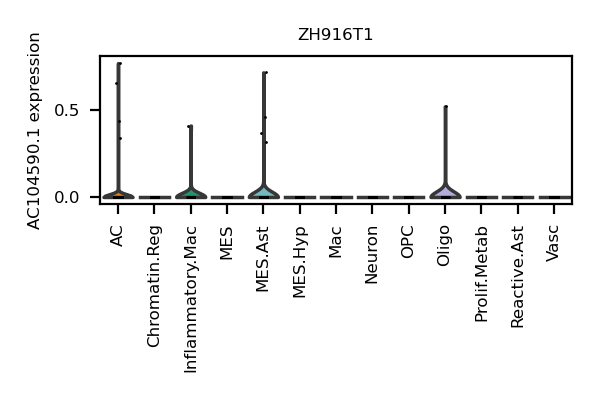 ZH916T1
AC104590.1 expression
0.5
0.0
AC
Chromatin.Reg
Inflammatory.Mac
MES
MES.Ast
MES.Hyp
Mac
Neuron
OPC
Oligo
Prolif.Metab
Reactive.Ast
Vasc